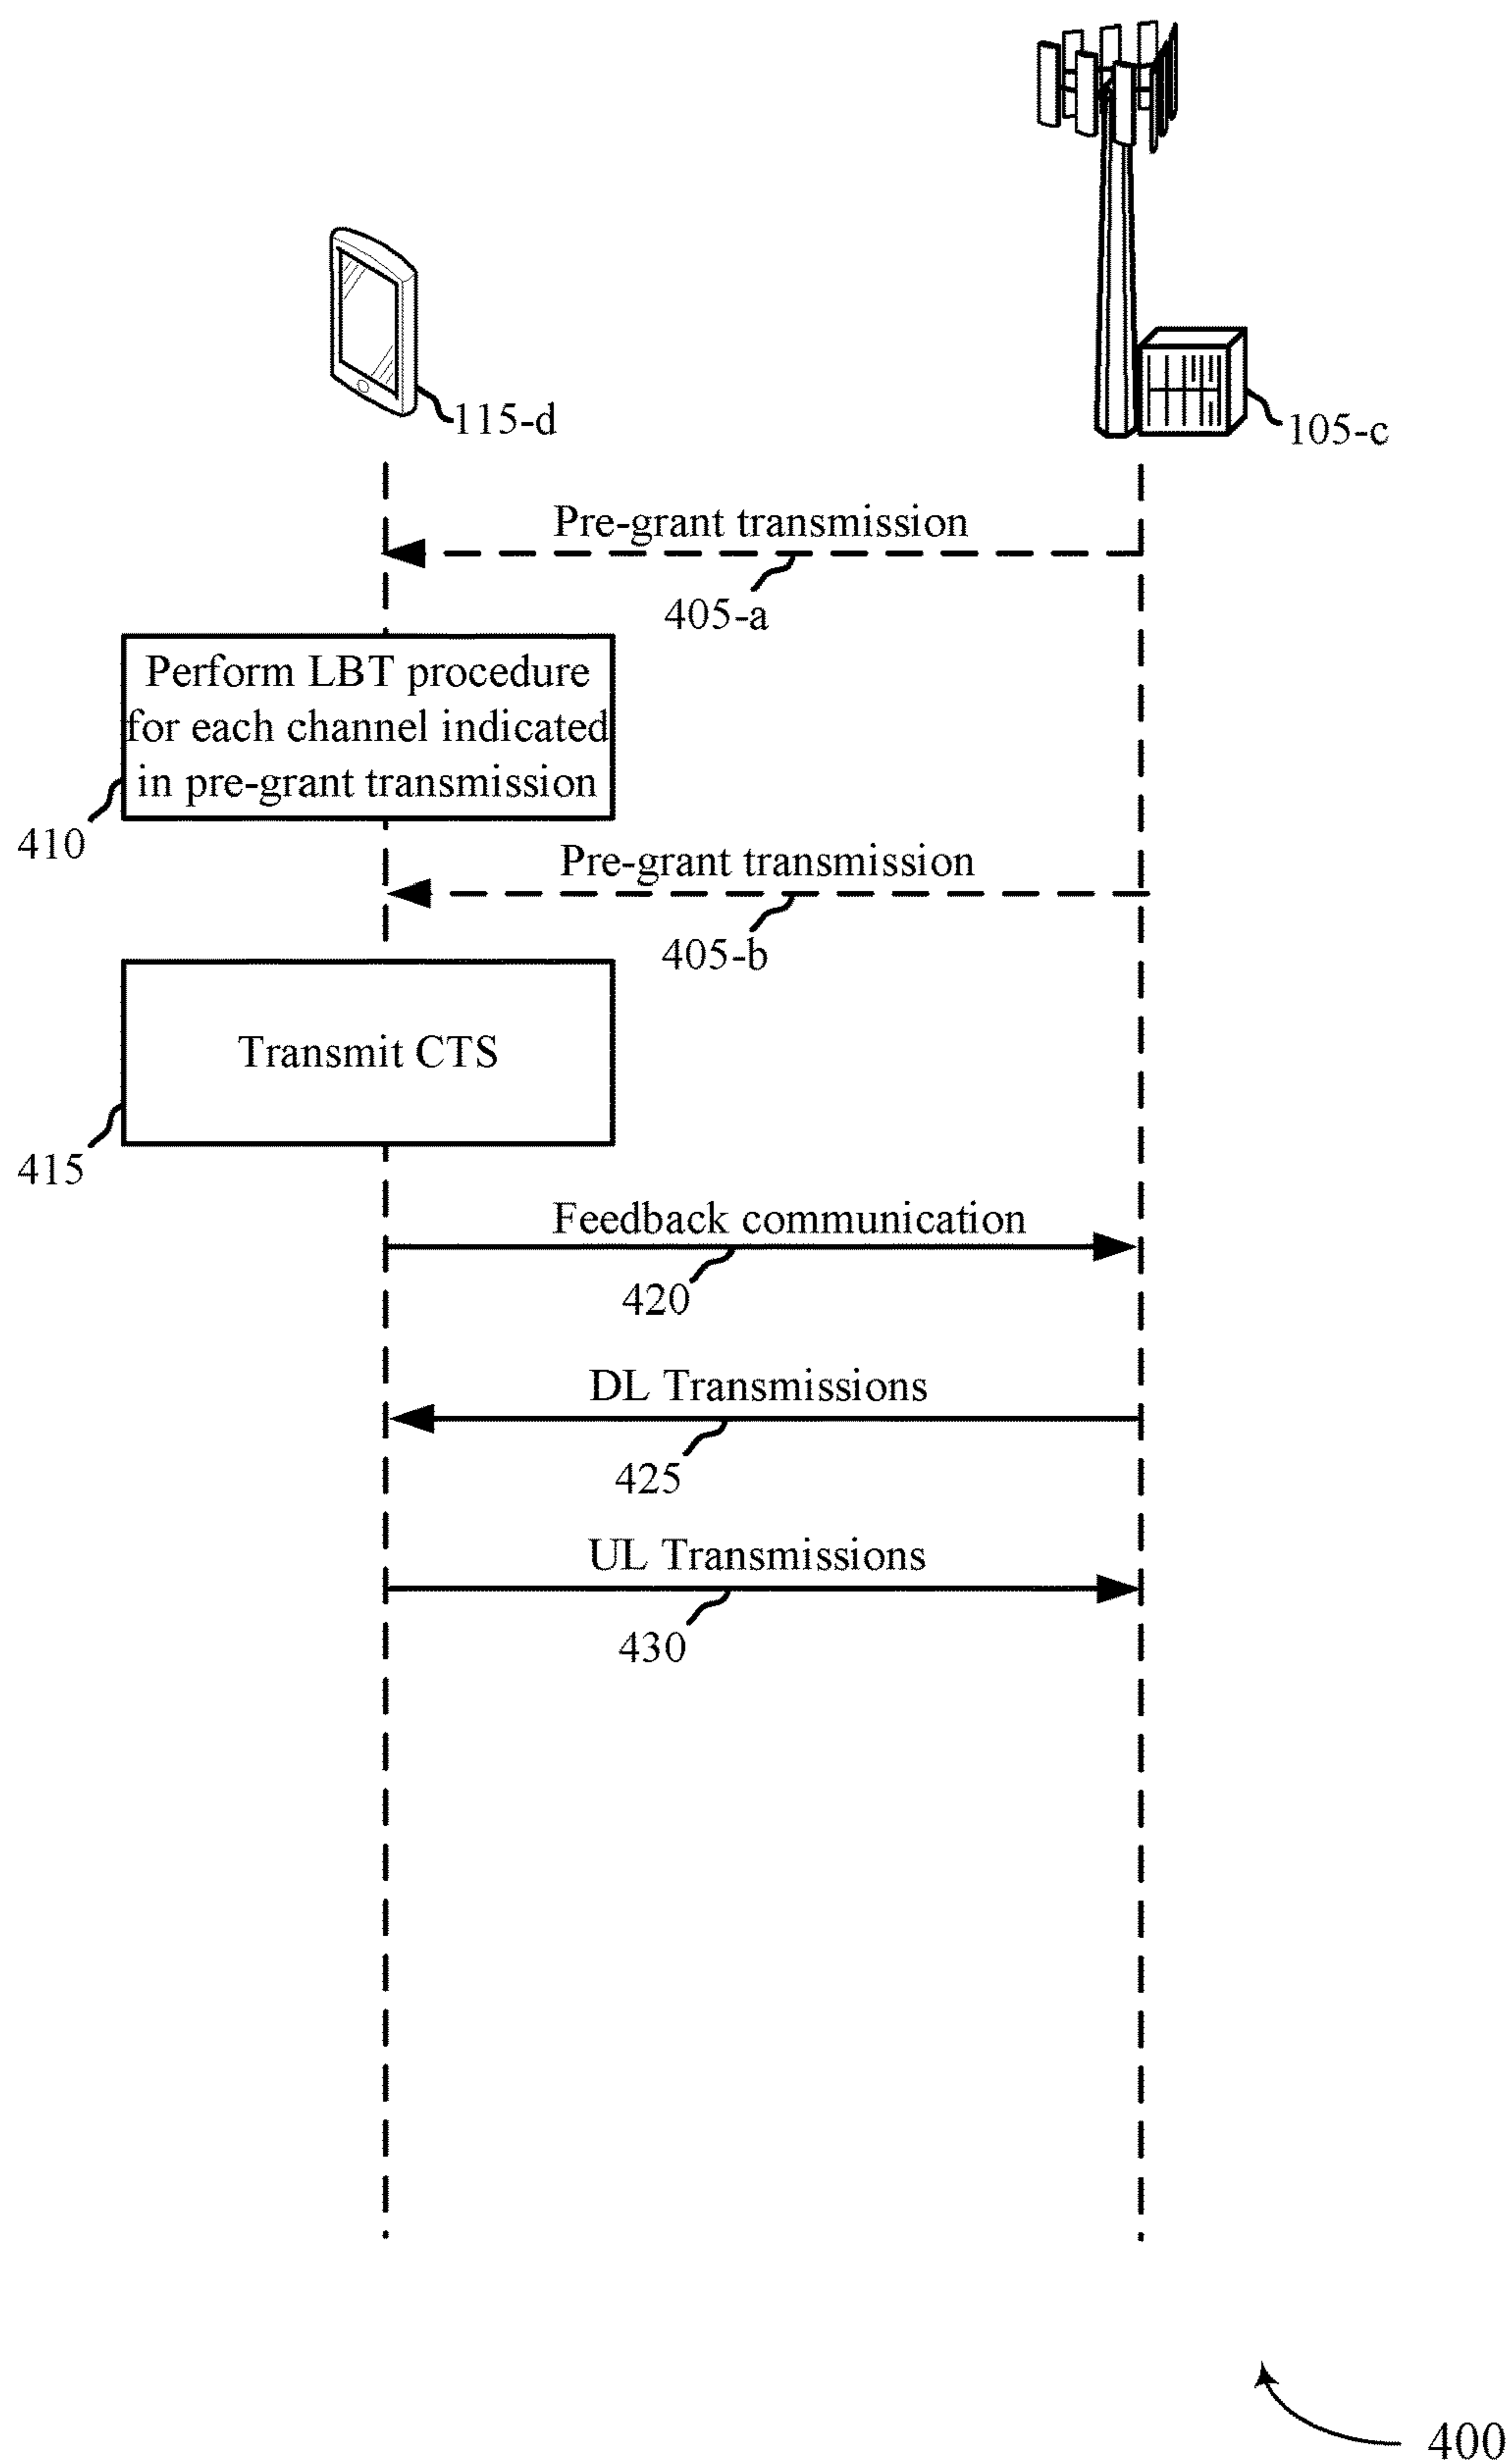 115-d
105-c
Pre-grant transmission
405-a
Perform LBT procedure
for each channel indicated
in pre-grant transmission
410
Pre-grant transmission
405-b
Transmit CTS
415
Feedback communication
420
DL Transmissions
425
UL Transmissions
430
400